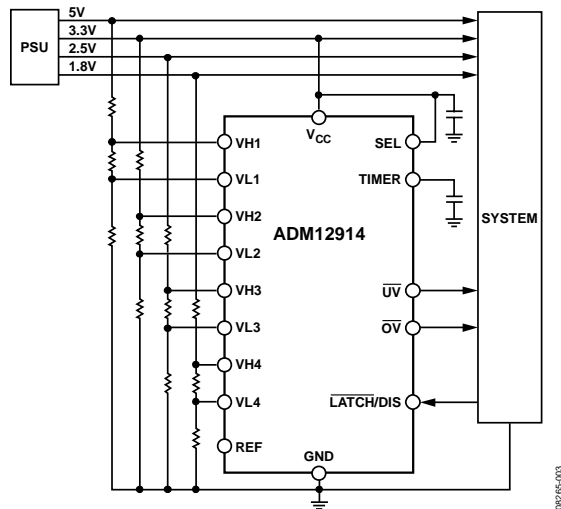 5V
3.3V
2.5V
1.8V
PSU
VCC
VH1
VL1
VH2
VL2
VH3
VL3
VH4
VL4
REF
ADM12914
SEL
TIMER
UV
OV
LATCH/DIS
GND
SYSTEM
08265-003